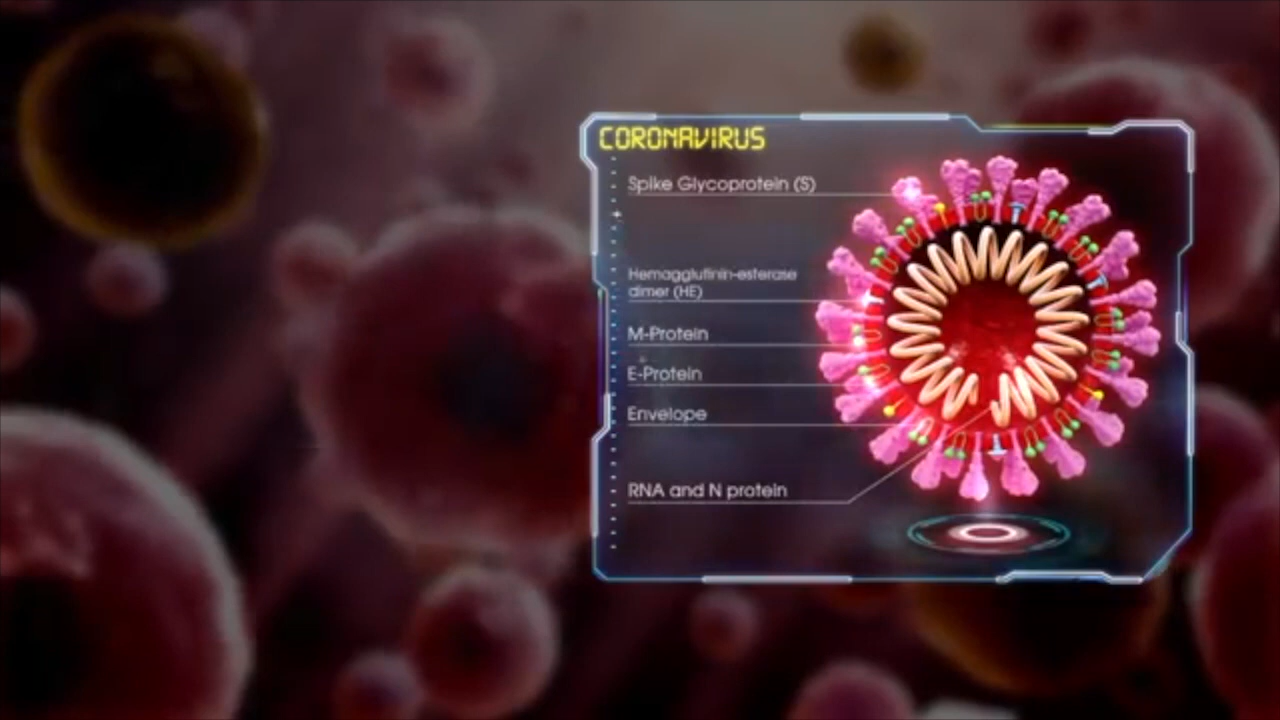 CORONAVIRUS
Spike Glycoprotein (S)
Hemagglutinin-esterase
dimer (HE)
M-Protein
E-Protein
Envelope
RNA and N protein